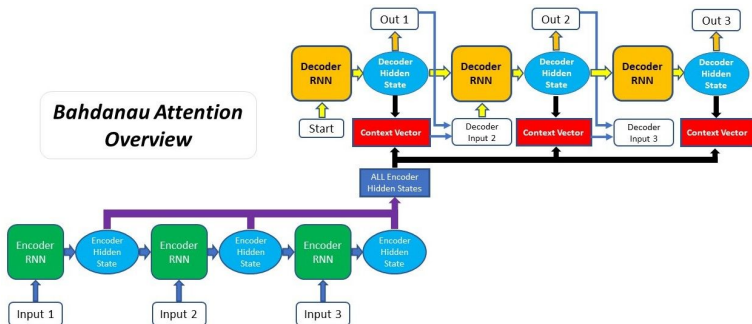 Out 1
Out 2
Out 3
Decoder
RNN
Decoder
Hidden
State
Decoder
RNN
Decoder
Hidden
State
Decoder
RNN
Decoder
Hidden
State
Bahdanau Attention
Overview
Start
Context Vector
Decoder
Input 2
Context Vector
Decoder
Input 3
Context Vector
ALL Encoder
Hidden States
Encoder
RNN
Encoder
Hidden
State
Encoder
RNN
Encoder
Hidden
State
Encoder
RNN
Encoder
Hidden
State
Input 1
Input 2
Input 3